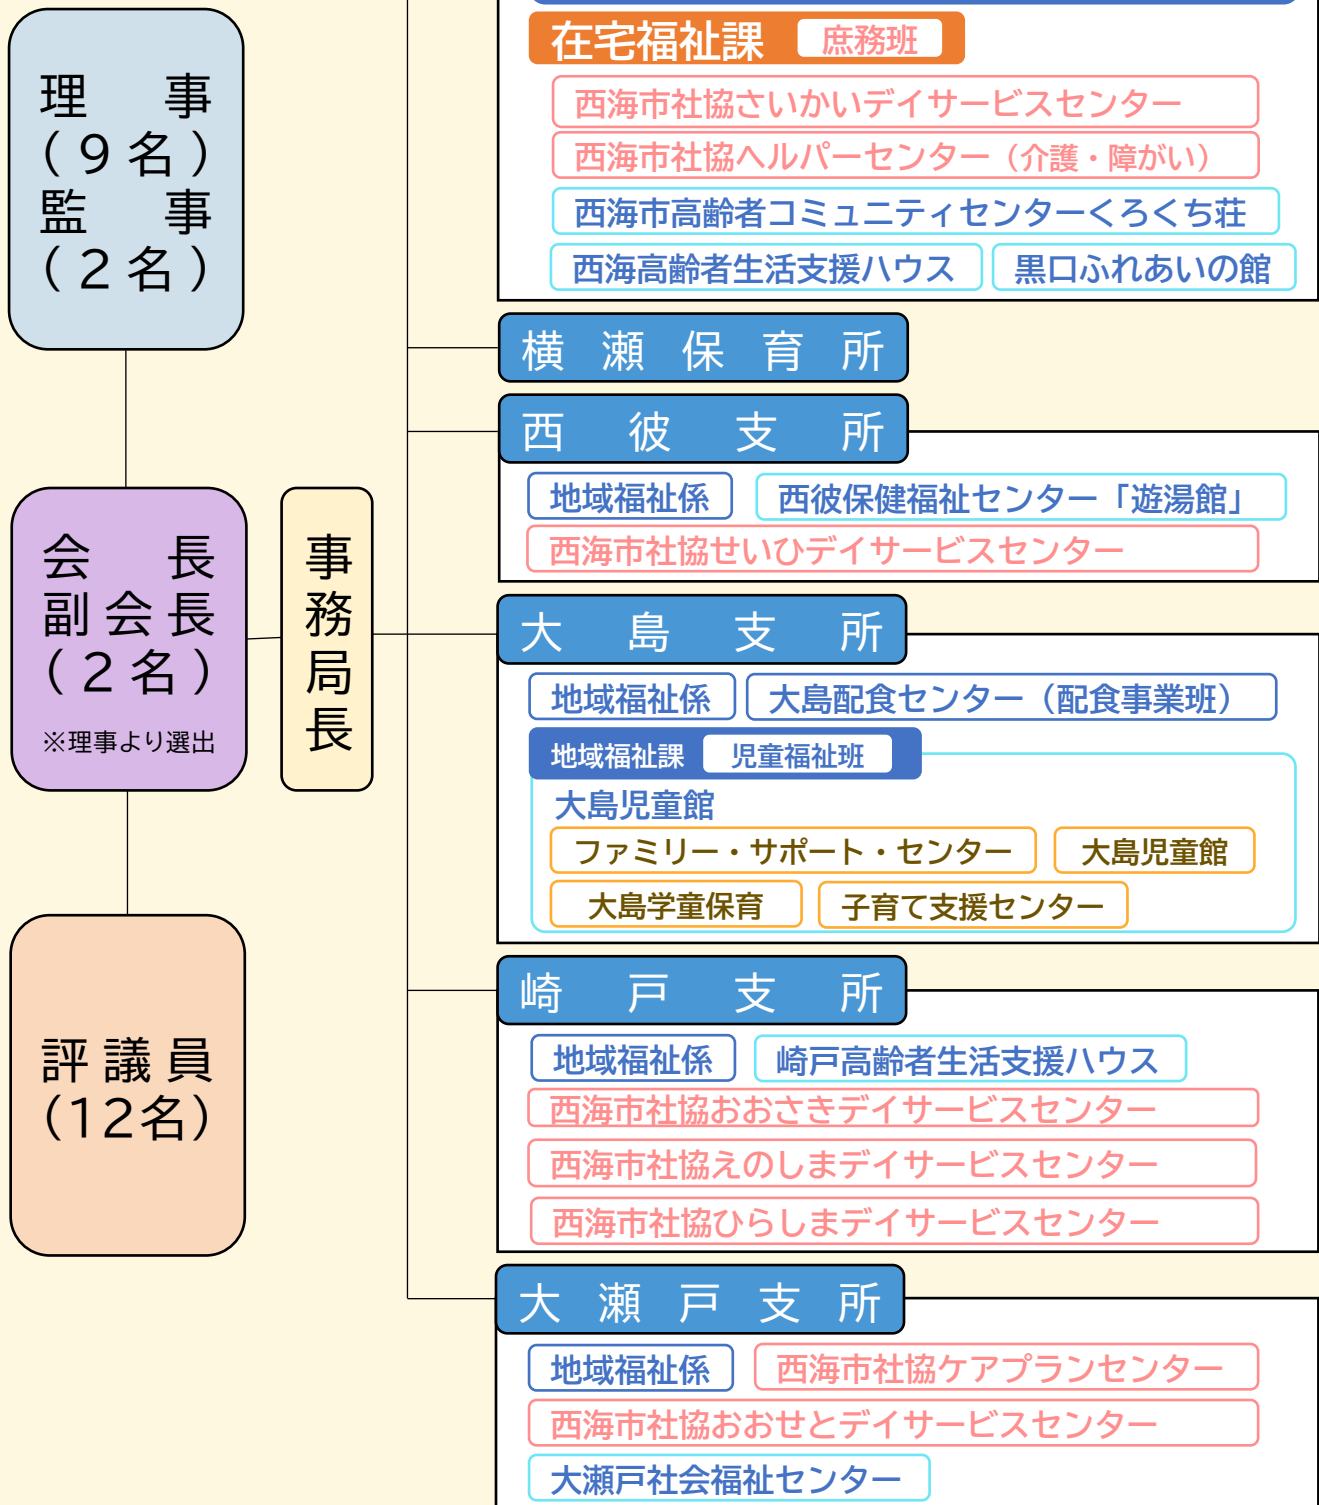 理事
（9名）
監事
（2名）
会長
副会長
（2名）
※理事より選出
評議員
（12名）
事務局長
在宅福祉課 庶務班
西海市社協さいかいデイサービスセンター
西海市社協ヘルパーセンター（介護・障がい）
西海市高齢者コミュニティセンターくろくち荘
西海高齢者生活支援ハウス 黒口ふれあいの館
横瀬保育所
西彼支所
地域福祉係 西彼保健福祉センター「遊湯館」
西海市社協せいひデイサービスセンター
大島支所
地域福祉係 大島配食センター（配食事業班）
地域福祉課 児童福祉班
大島児童館
ファミリー・サポート・センター 大島児童館
大島学童保育 子育て支援センター
崎戸支所
地域福祉係 崎戸高齢者生活支援ハウス
西海市社協おおさきデイサービスセンター
西海市社協えのしまデイサービスセンター
西海市社協ひらしまデイサービスセンター
大瀬戸支所
地域福祉係 西海市社協ケアプランセンター
西海市社協おおせとデイサービスセンター
大瀬戸社会福祉センター